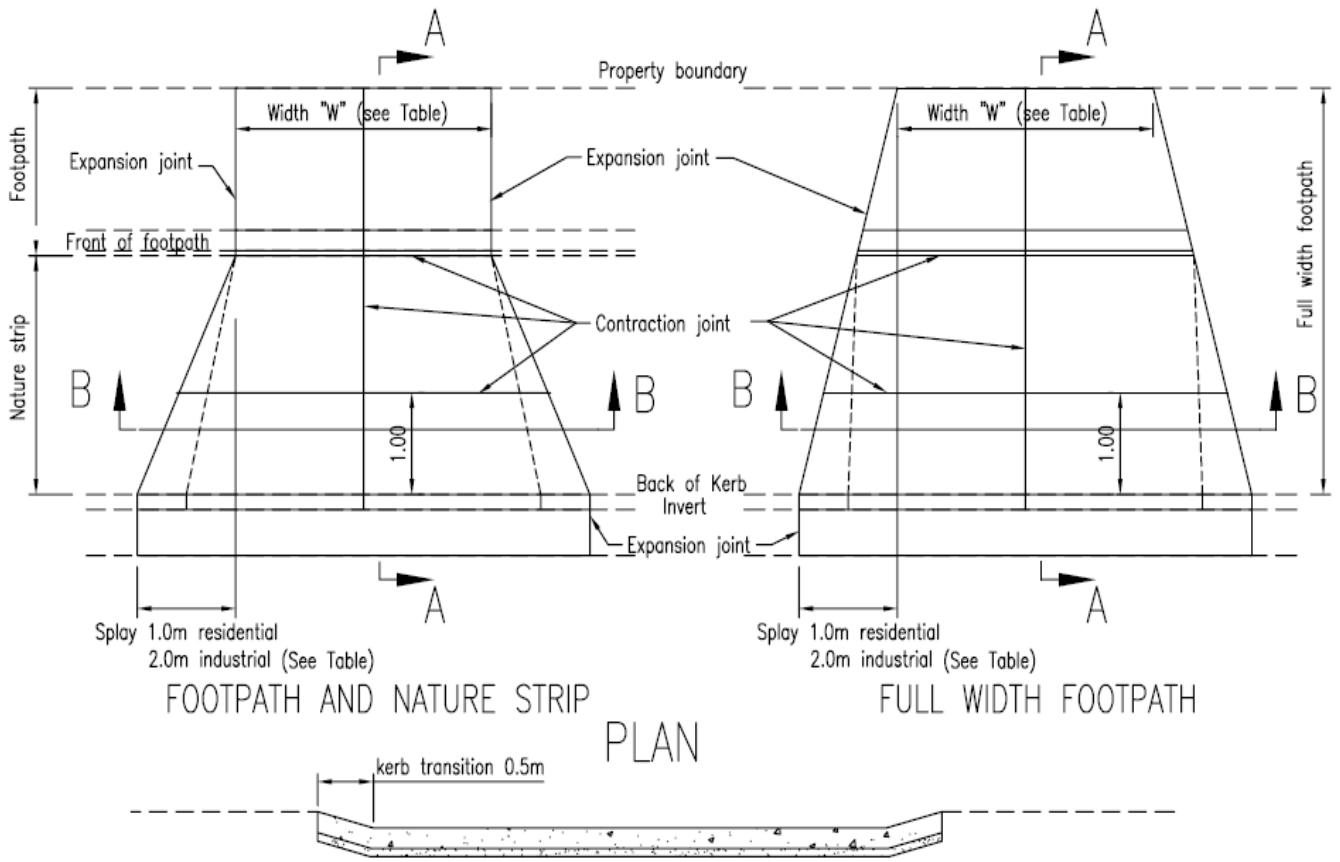 A
A
Property boundary
Width "W" (see Table)
Width "W" (see Table)
Footpath
Expansion joint
Expansion joint
Full width footpath
Front of footpath
Nature strip
Contraction joint
B
B
B
B
1.00
1.00
Back of Kerb
Invert
Expansion joint
A
A
Splay 1.0m residential
2.0m industrial (See Table)
Splay 1.0m residential
2.0m industrial (See Table)
FOOTPATH AND NATURE STRIP
FULL WIDTH FOOTPATH
PLAN
kerb transition 0.5m